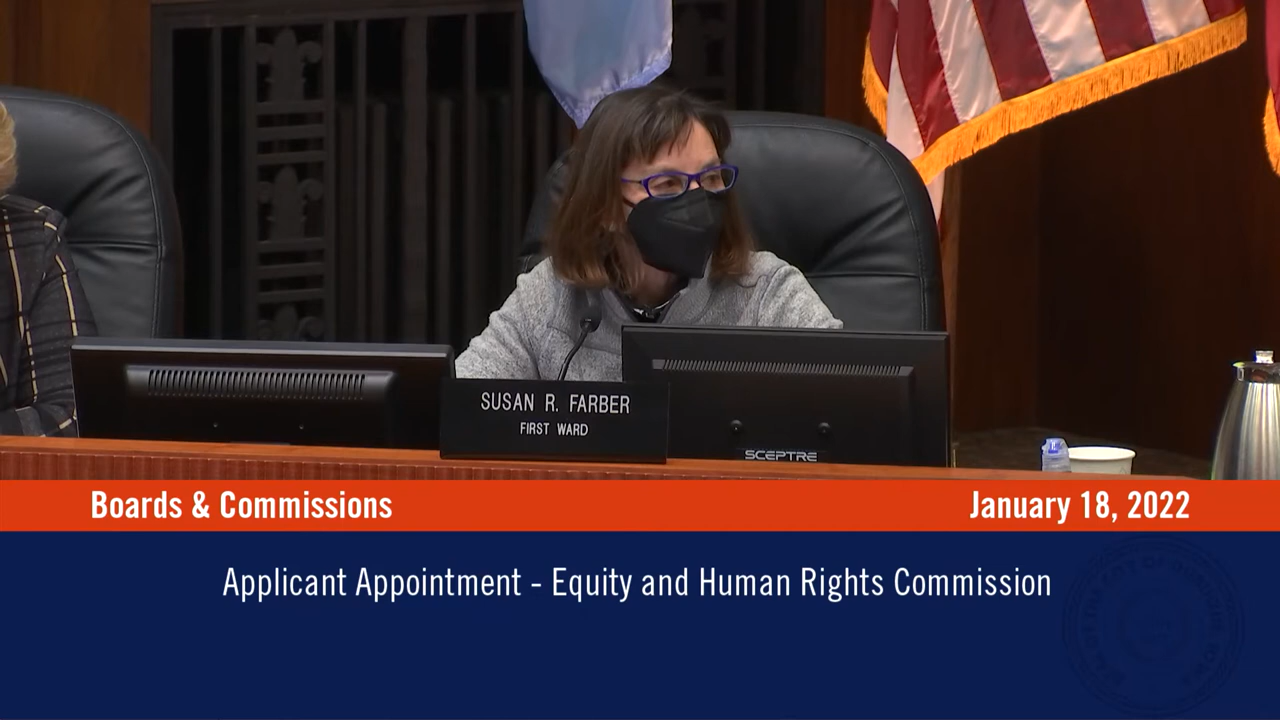 SUSAN R. FARBER
FIRST WARD
SCEPTRE
Boards & Commissions
January 18, 2022
Applicant Appointment - Equity and Human Rights Commission